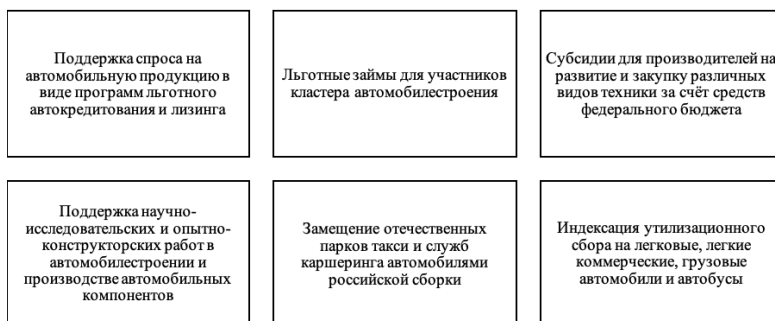 Поддержка спроса на
автомобильную продукцию в
виде программ льготного
автокредитования и лизинга
Льготные займы для участников
кластера автомобилестроения
Субсидии для производителей на
развитие и закупку различных
видов техники за счёт средств
федерального бюджета
Поддержка научно-
исследовательских и опытно-
конструкторских работ в
автомобилестроении и
производстве автомобильных
компонентов
Замещение отечественных
парков такси и служб
каршеринга автомобилями
российской сборки
Индексация утилизационного
сбора на легковые, легкие
коммерческие, грузовые
автомобили и автобусы